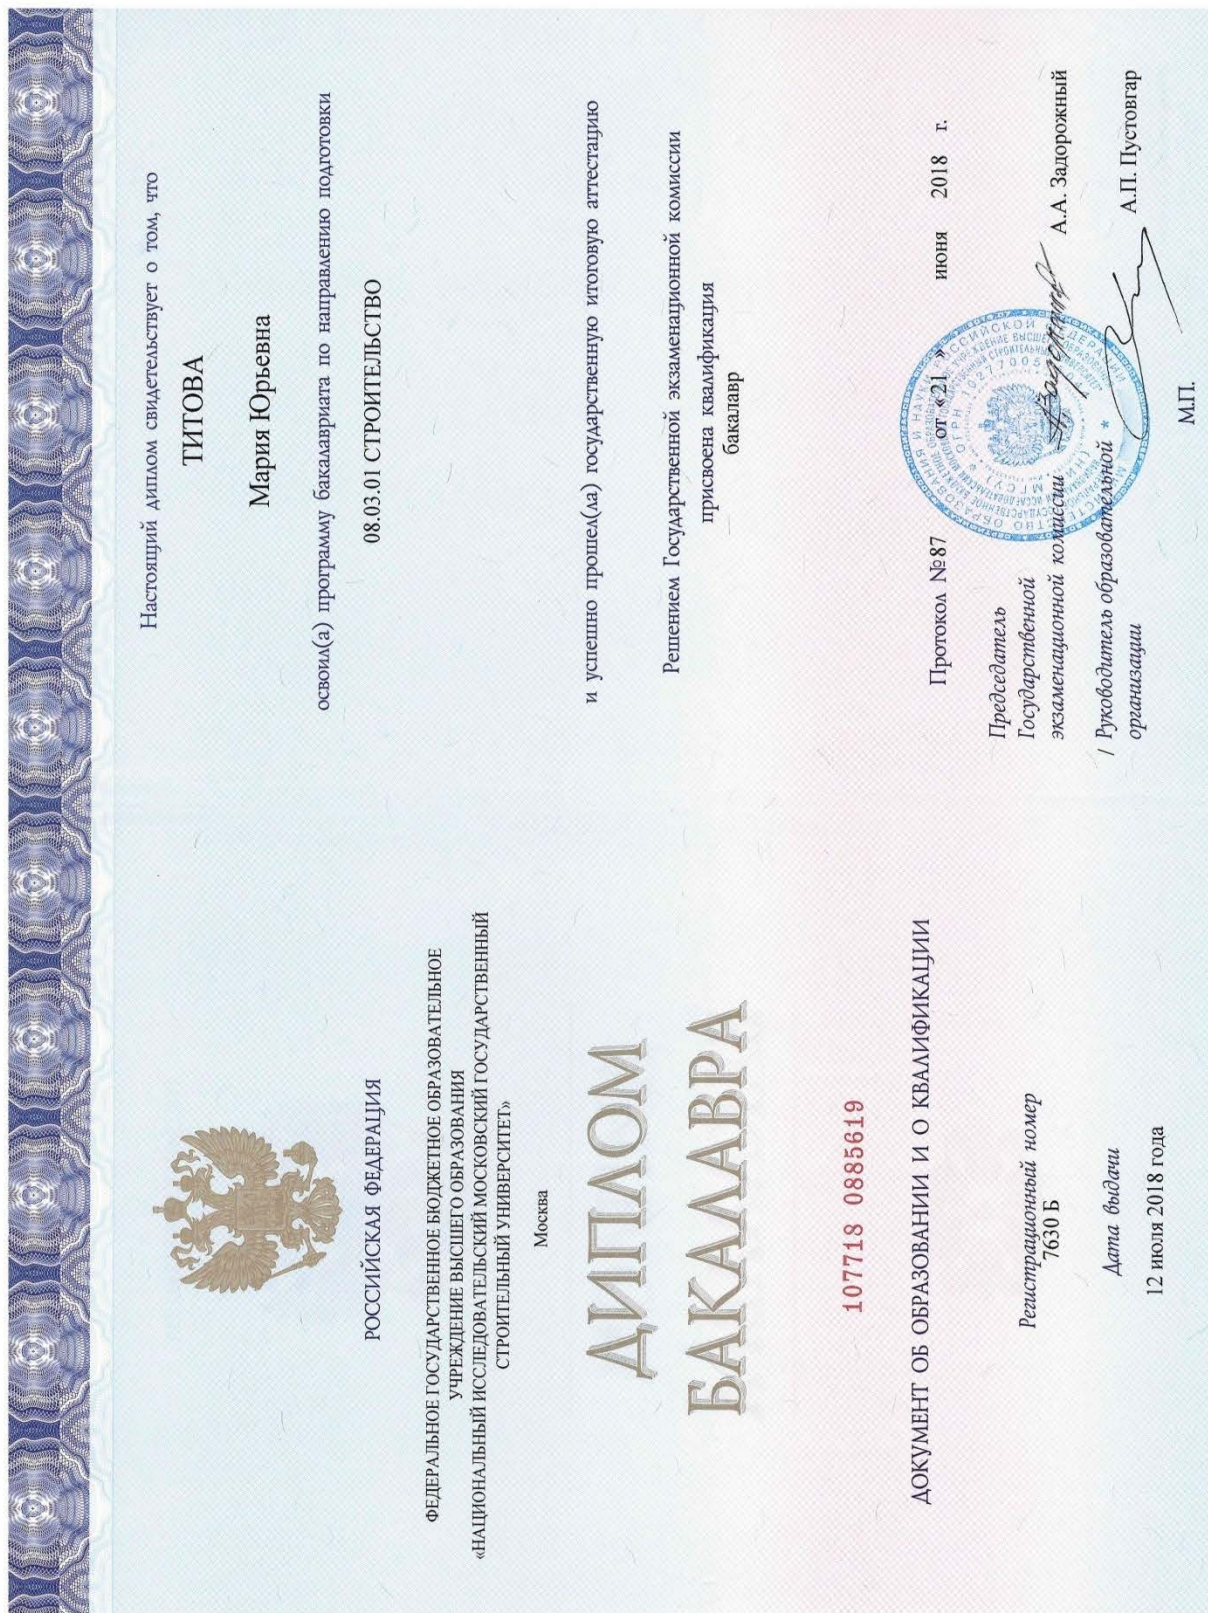 РОССИЙСКАЯ ФЕДЕРАЦИЯ
ФЕДЕРАЛЬНОЕ ГОСУДАРСТВЕННОЕ БЮДЖЕТНОЕ ОБРАЗОВАТЕЛЬНОЕ
УЧРЕЖДЕНИЕ ВЫСШЕГО ОБРАЗОВАНИЯ
«НАЦИОНАЛЬНЫЙ ИССЛЕДОВАТЕЛЬСКИЙ МОСКОВСКИЙ ГОСУДАРСТВЕННЫЙ
СТРОИТЕЛЬНЫЙ УНИВЕРСИТЕТ»
Москва
ДИПЛОМ
БАКАЛАВРА
107718 0885619
ДОКУМЕНТ ОБ ОБРАЗОВАНИИ И О КВАЛИФИКАЦИИ
Регистрационный номер
7630 Б
Дата выдачи
12 июля 2018 года
Настоящий диплом свидетельствует о том, что
ТИТОВА
Мария Юрьевна
освоил(а) программу бакалавриата по направлению подготовки
08.03.01 СТРОИТЕЛЬСТВО
и успешно прошел(ла) государственную итоговую аттестацию
Решением Государственной экзаменационной комиссии
присвоена квалификация
бакалавр
Протокол №87 от «21» июня 2018 г.
Председатель
Государственной
экзаменационной комиссии А.А. Задорожный
Руководитель образовательной
организации А.П. Пустовгар
М.П.